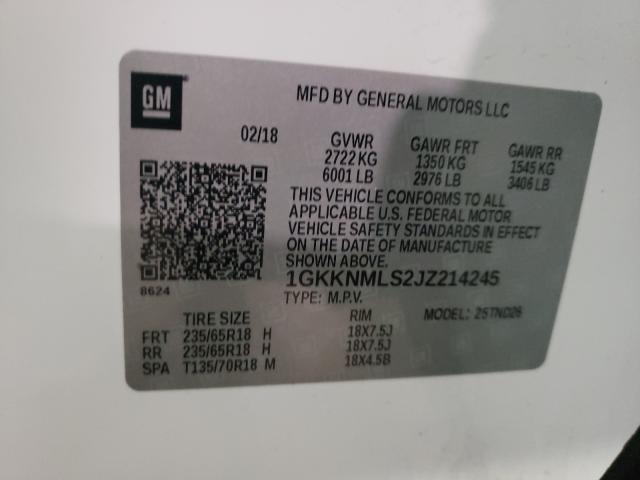 GM
MFD BY GENERAL MOTORS LLC
02/18 GVWR GAWR FRT GAWR RR
2722 KG 1350 KG 1545 KG
6001 LB 2976 LB 3406 LB
THIS VEHICLE CONFORMS TO ALL
APPLICABLE U.S. FEDERAL MOTOR
VEHICLE SAFETY STANDARDS IN EFFECT
ON THE DATE OF MANUFACTURE
SHOWN ABOVE.
8624
1GKKNMLS2JZ214245
TYPE: M.P.V. MODEL:
TIRE SIZE RIM
FRT 235/65R18 H 18X7.5J
RR 235/65R18 H 18X7.5J
SPA T135/70R18 M 18X4.5B